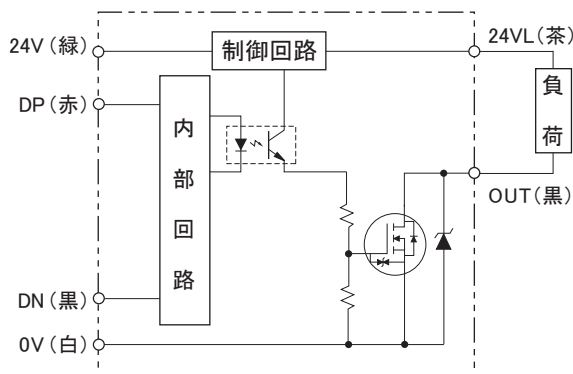 24V（緑）
制御回路
24VL（茶）
負荷
DP（赤）
内部回路
OUT（黒）
DN（黒）
0V（白）